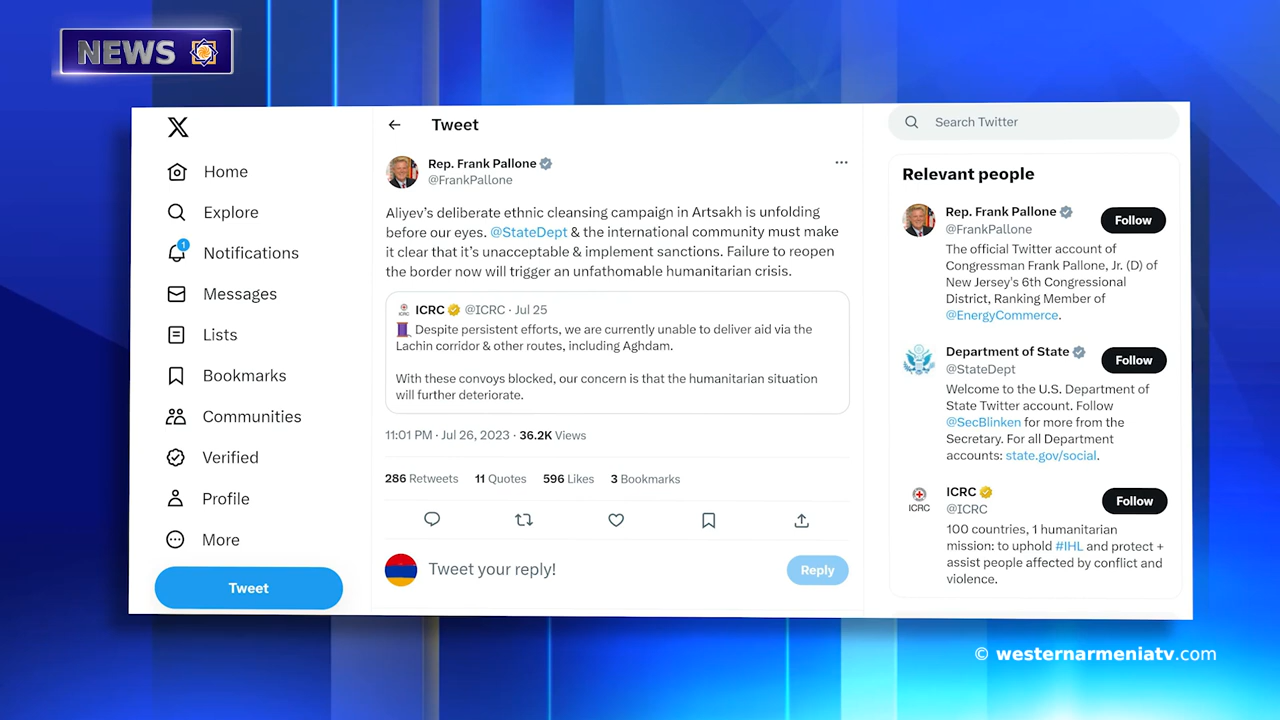 NEWS
X
Home
Explore
1
Notifications
Messages
Lists
Bookmarks
Communities
Verified
Profile
More
Tweet
Tweet
Rep. Frank Pallone
@FrankPallone
Aliyev's deliberate ethnic cleansing campaign in Artsakh is unfolding
before our eyes. @StateDept & the international community must make
it clear that it's unacceptable & implement sanctions. Failure to reopen
the border now will trigger an unfathomable humanitarian crisis.
ICRC @ICRC · Jul 25
Despite persistent efforts, we are currently unable to deliver aid via the
Lachin corridor & other routes, including Aghdam.
With these convoys blocked, our concern is that the humanitarian situation
will further deteriorate.
11:01 PM · Jul 26, 2023 · 36.2K Views
286 Retweets 11 Quotes 596 Likes 3 Bookmarks
Tweet your reply!
Reply
Search Twitter
Relevant people
Rep. Frank Pallone
@FrankPallone
Follow
The official Twitter account of
Congressman Frank Pallone, Jr. (D) of
New Jersey's 6th Congressional
District, Ranking Member of
@EnergyCommerce.
Department of State
@StateDept
Follow
Welcome to the U.S. Department of
State Twitter account. Follow
@SecBlinken for more from the
Secretary. For all Department
accounts: state.gov/social.
ICRC
ICRC
@ICRC
Follow
100 countries, 1 humanitarian
mission: to uphold #IHL and protect +
assist people affected by conflict and
violence.
© westernarmeniatv.com